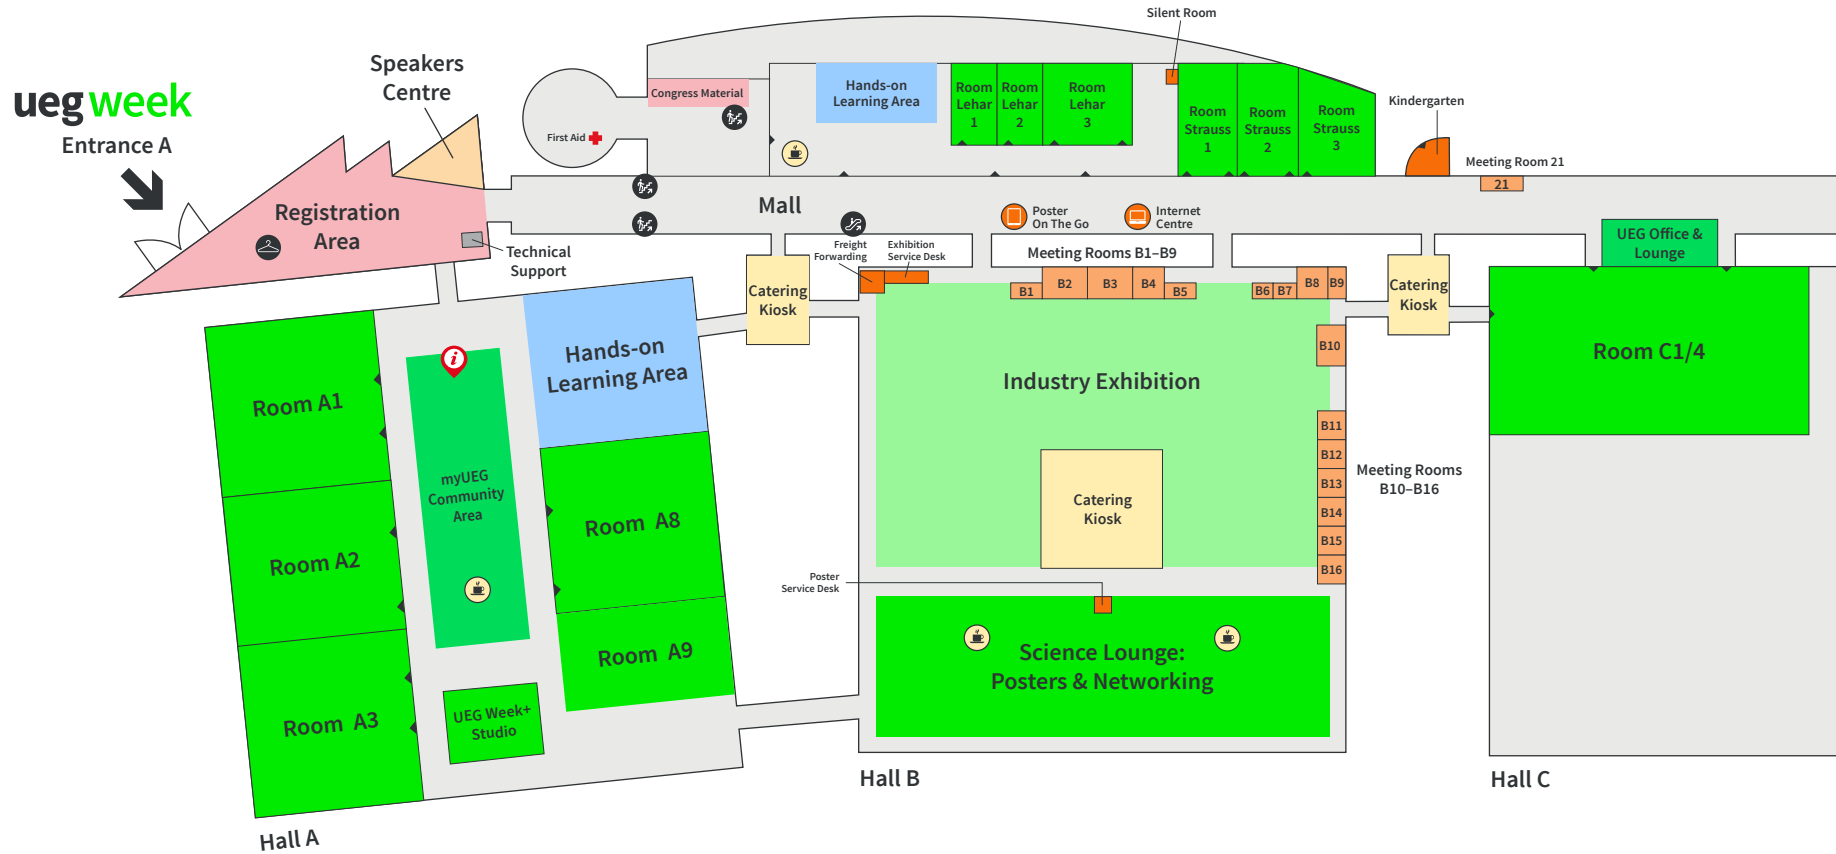 ueg week
Entrance A
Speakers
Centre
Registration
Area
Technical
Support
First Aid
Congress Material
Hands-on
Learning Area
Room
Lehar
1
Room
Lehar
2
Room
Lehar
3
Silent Room
Room
Strauss
1
Room
Strauss
2
Room
Strauss
3
Kindergarten
Meeting Room 21
21
Mall
Poster
On The Go
Internet
Centre
Freight
Forwarding
Exhibition
Service Desk
Meeting Rooms B1–B9
UEG Office &
Lounge
Catering
Kiosk
B1
B2
B3
B4
B5
B6
B7
B8
B9
Catering
Kiosk
Room C1/4
Room A1
Room A2
Room A3
i
myUEG
Community
Area
UEG Week+
Studio
Hands-on
Learning Area
Room A8
Room A9
Industry Exhibition
Catering
Kiosk
B10
B11
B12
B13
B14
B15
B16
Meeting Rooms
B10–B16
Poster
Service Desk
Science Lounge:
Posters & Networking
Hall A
Hall B
Hall C